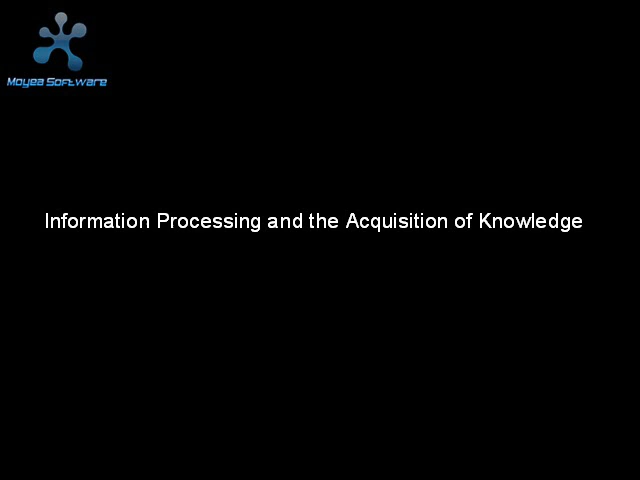 Moyea Software
Information Processing and the Acquisition of Knowledge